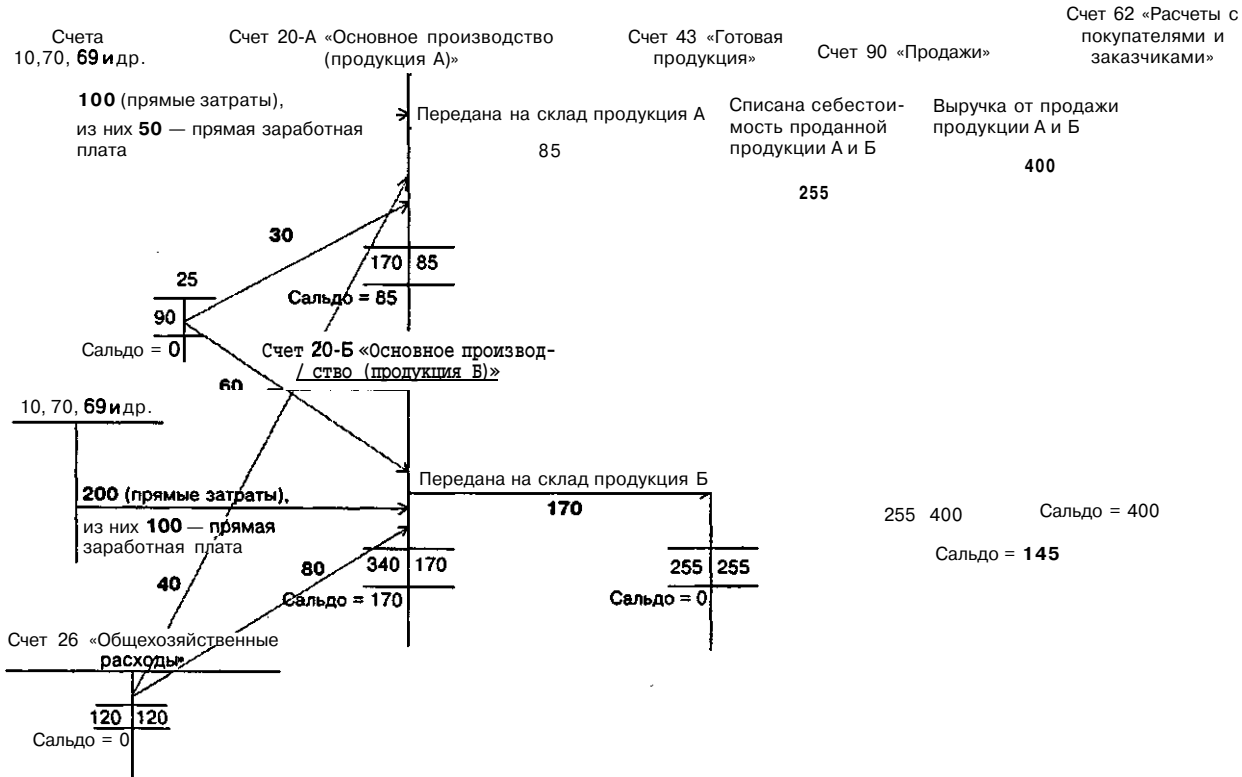 Счета
10,70, 69 и др.
Счет 20-А «Основное производство
(продукция А)»
Счет 43 «Готовая
продукция»
Счет 90 «Продажи»
Счет 62 «Расчеты с
покупателями и
заказчиками»
100 (прямые затраты),
из них 50 — прямая заработная
плата
Передана на склад продукция А
85
Списана себестои-
мость проданной
продукции А и Б
255
Выручка от продажи
продукции А и Б
400
30
170 85
Сальдо = 85
25
90
Сальдо = 0
Счет 20-Б «Основное производ-
ство (продукция Б)»
60
10, 70, 69 и др.
200 (прямые затраты),
из них 100 — прямая
заработная плата
Передана на склад продукция Б
170
255 400
Сальдо = 400
Сальдо = 145
40
80
340 170
Сальдо = 170
255 255
Сальдо = 0
Счет 26 «Общехозяйственные
расходы»
120 120
Сальдо = 0